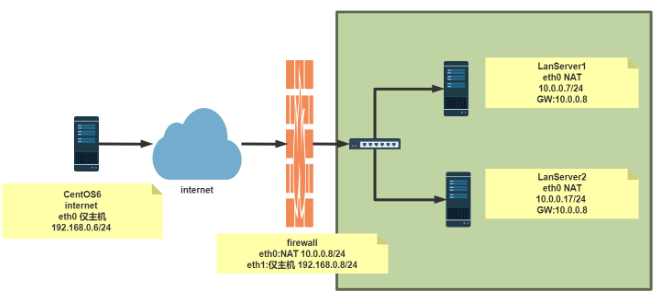 CentOS6
internet
eth0 仅主机
192.168.0.6/24
internet
firewall
eth0:NAT 10.0.0.8/24
eth1:仅主机 192.168.0.8/24
LanServer1
eth0 NAT
10.0.0.7/24
GW:10.0.0.8
LanServer2
eth0 NAT
10.0.0.17/24
GW:10.0.0.8